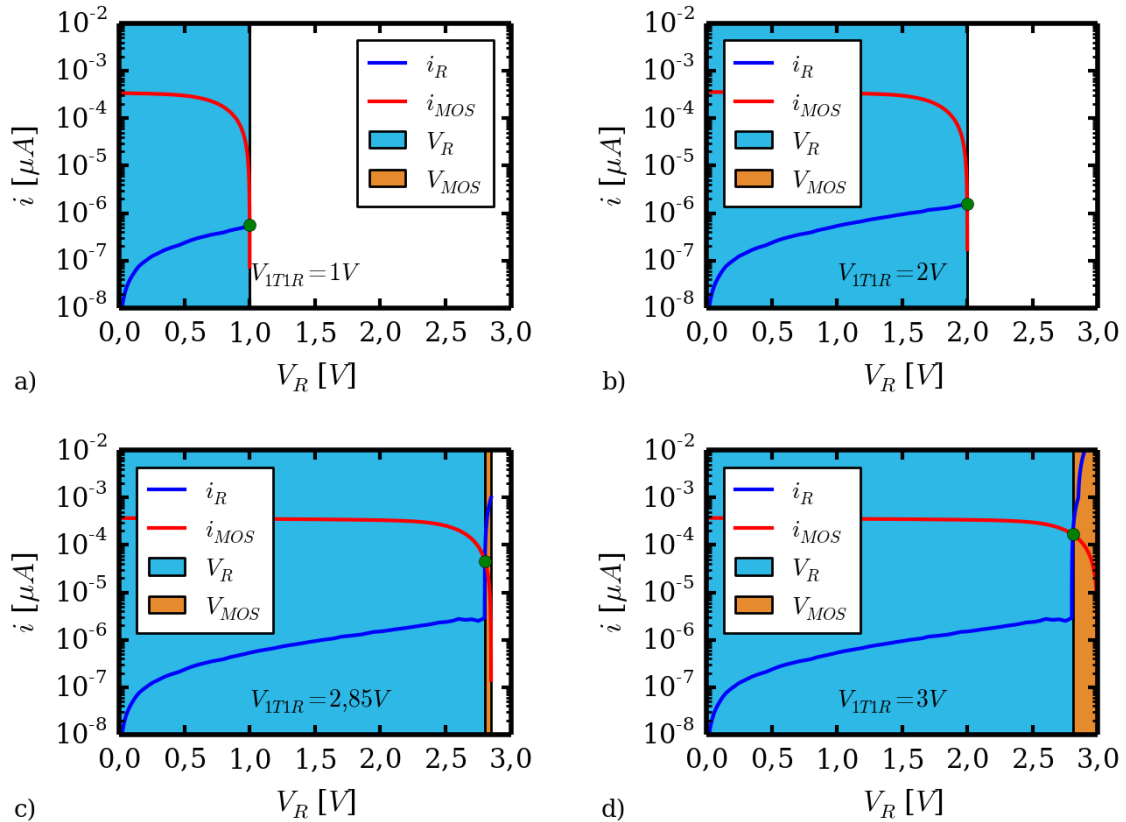 10⁻²
10⁻³
10⁻⁴
10⁻⁵
10⁻⁶
10⁻⁷
10⁻⁸
i [μA]
i_R
i_MOS
V_R
V_MOS
V_1T1R = 1V
0,0 0,5 1,0 1,5 2,0 2,5 3,0
V_R [V]
a)
10⁻²
10⁻³
10⁻⁴
10⁻⁵
10⁻⁶
10⁻⁷
10⁻⁸
i [μA]
i_R
i_MOS
V_R
V_MOS
V_1T1R = 2V
0,0 0,5 1,0 1,5 2,0 2,5 3,0
V_R [V]
b)
10⁻²
10⁻³
10⁻⁴
10⁻⁵
10⁻⁶
10⁻⁷
10⁻⁸
i [μA]
i_R
i_MOS
V_R
V_MOS
V_1T1R = 2,85V
0,0 0,5 1,0 1,5 2,0 2,5 3,0
V_R [V]
c)
10⁻²
10⁻³
10⁻⁴
10⁻⁵
10⁻⁶
10⁻⁷
10⁻⁸
i [μA]
i_R
i_MOS
V_R
V_MOS
V_1T1R = 3V
0,0 0,5 1,0 1,5 2,0 2,5 3,0
V_R [V]
d)